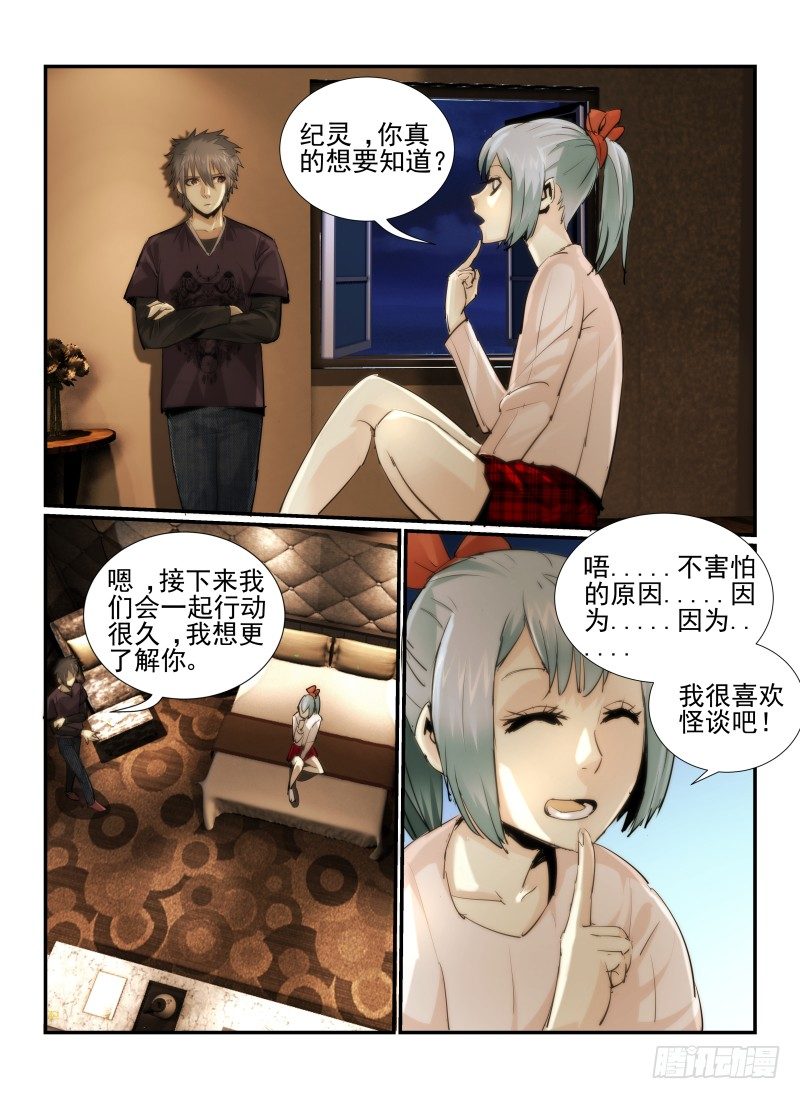 纪灵，你真
的想要知道？
嗯，接下来我
们会一起行动
很久，我想更
了解你。
唔.....不害怕
的原因.....因
为.....因为..
....
我很喜欢
怪谈吧！
腾讯动漫